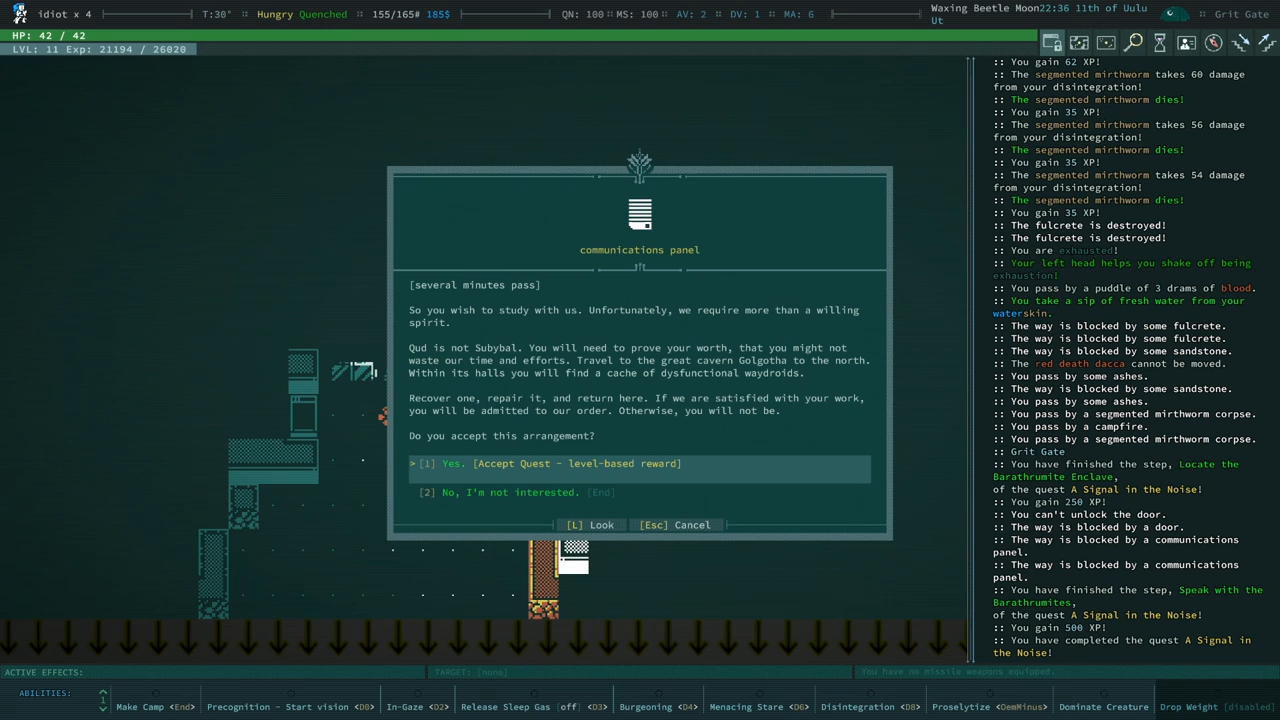 idiot x 4 T:30° :: Hungry Quenched :: 155/165# 185$ QN: 100 :: MS: 100 :: AV: 2 :: DV: 1 :: MA: 6 Waxing Beetle Moon 22:36 11th of Uulu Ut :: Grit Gate
HP: 42 / 42
LVL: 11 Exp: 21194 / 26020
communications panel
[several minutes pass]
So you wish to study with us. Unfortunately, we require more than a willing
spirit.
Qud is not Subybal. You will need to prove your worth, that you might not
waste our time and efforts. Travel to the great cavern Golgotha to the north.
Within its halls you will find a cache of dysfunctional waydroids.
Recover one, repair it, and return here. If we are satisfied with your work,
you will be admitted to our order. Otherwise, you will not be.
Do you accept this arrangement?
> [1] Yes. [Accept Quest - level-based reward]
[2] No, I'm not interested. [End]
[L] Look [Esc] Cancel
:: You gain 62 XP!
:: The segmented mirthworm takes 60 damage
from your disintegration!
:: The segmented mirthworm dies!
:: You gain 35 XP!
:: The segmented mirthworm takes 56 damage
from your disintegration!
:: The segmented mirthworm dies!
:: You gain 35 XP!
:: The segmented mirthworm takes 54 damage
from your disintegration!
:: The segmented mirthworm dies!
:: You gain 35 XP!
:: The fulcrete is destroyed!
:: The fulcrete is destroyed!
:: You are exhausted!
:: Your left head helps you shake off being
exhaustion!
:: You pass by a puddle of 3 drams of blood.
:: You take a sip of fresh water from your
waterskin.
:: The way is blocked by some fulcrete.
:: The way is blocked by some fulcrete.
:: The way is blocked by some sandstone.
:: The red death dacca cannot be moved.
:: You pass by some ashes.
:: The way is blocked by some sandstone.
:: You pass by some ashes.
:: You pass by a segmented mirthworm corpse.
:: You pass by a campfire.
:: You pass by a segmented mirthworm corpse.
:: Grit Gate
:: You have finished the step, Locate the
Barathrumite Enclave,
of the quest A Signal in the Noise!
:: You gain 250 XP!
:: You can't unlock the door.
:: The way is blocked by a door.
:: The way is blocked by a communications
panel.
:: The way is blocked by a communications
panel.
:: You have finished the step, Speak with the
Barathrumites,
of the quest A Signal in the Noise!
:: You gain 500 XP!
:: You have completed the quest A Signal in
the Noise!
ACTIVE EFFECTS: TARGET: [none] You have no missile weapons equipped.
ABILITIES: 1 Make Camp <End> Precognition - Start vision <D0> In-Gaze <D2> Release Sleep Gas [off] <D3> Burgeoning <D4> Menacing Stare <D6> Disintegration <D8> Proselytize <OemMinus> Dominate Creature Drop Weight [disabled]